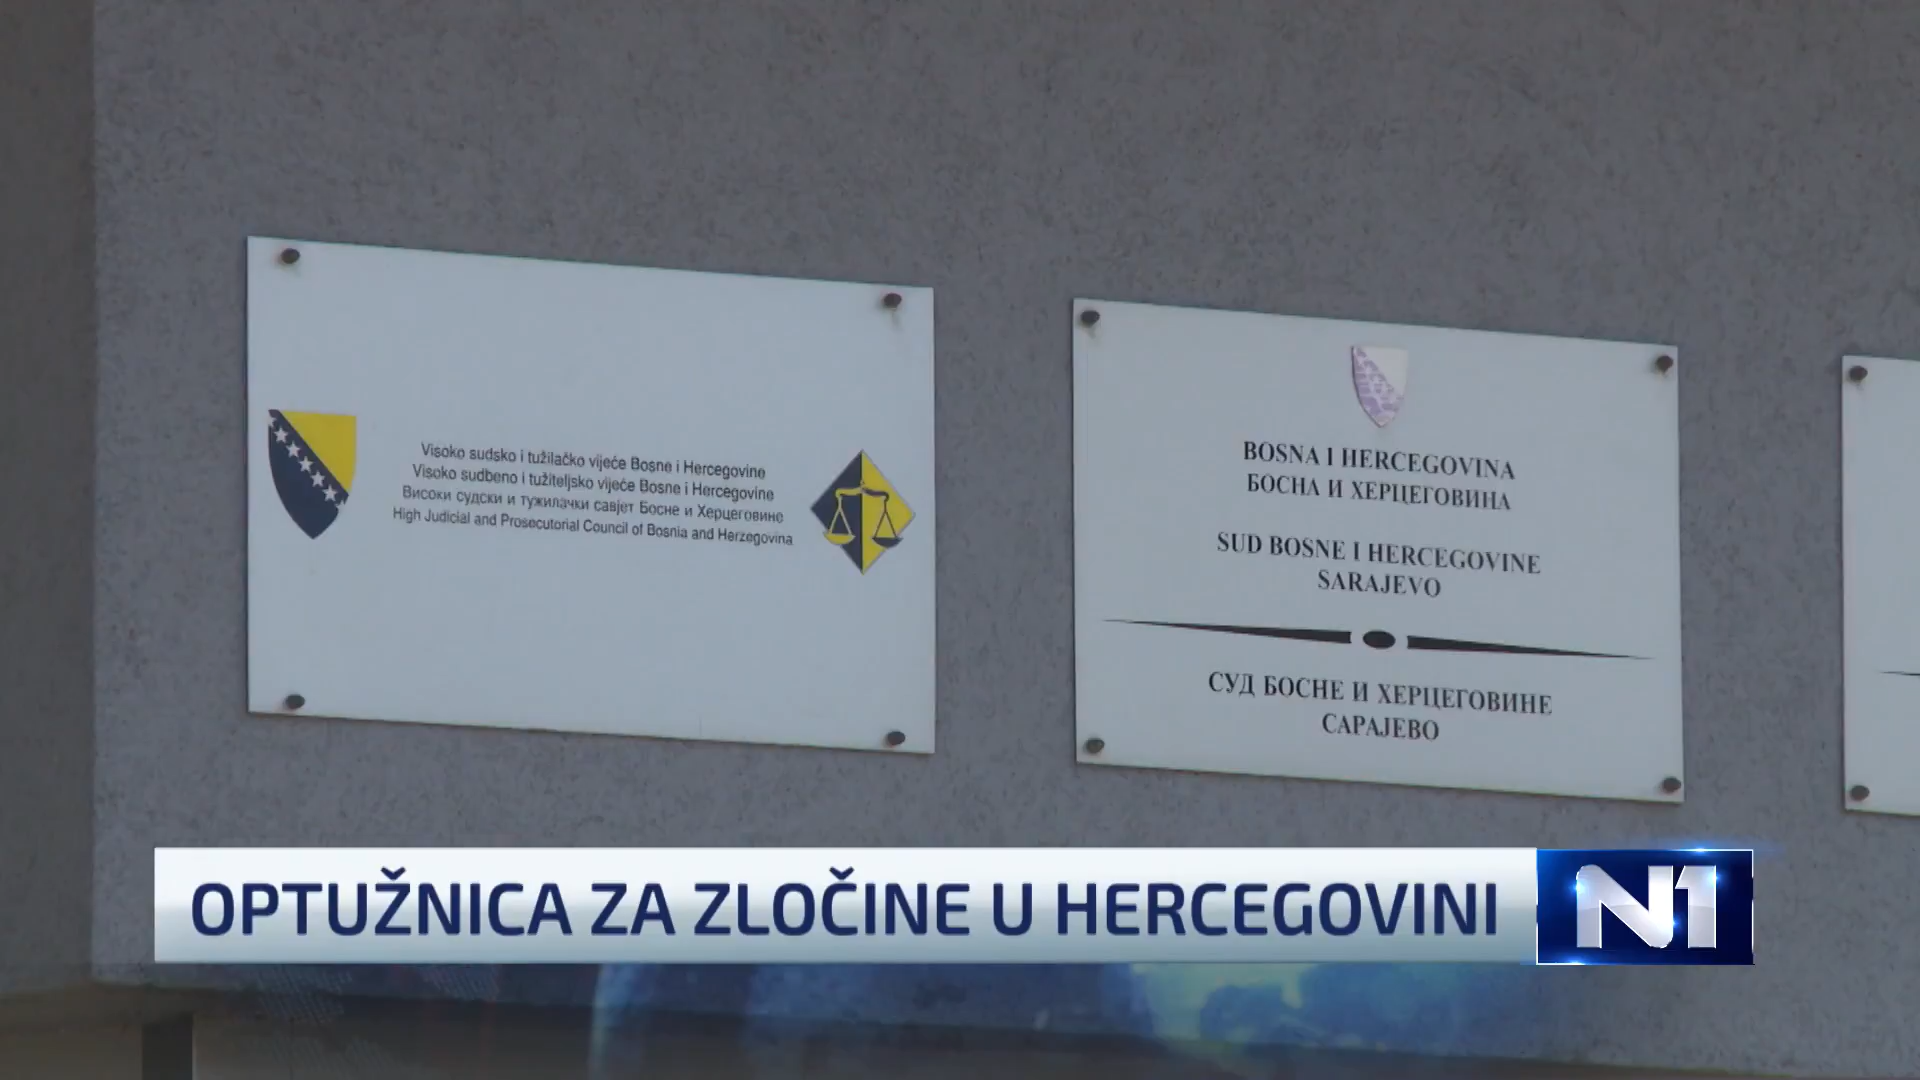 Visoko sudsko i tužilačko vijeće Bosne i Hercegovine
Visoko sudbeno i tužiteljsko vijeće Bosne i Hercegovine
Високи судски и тужилачки савјет Босне и Херцеговине
High Judicial and Prosecutorial Council of Bosnia and Herzegovina
BOSNA I HERCEGOVINA
БОСНА И ХЕРЦЕГОВИНА
SUD BOSNE I HERCEGOVINE
SARAJEVO
СУД БОСНЕ И ХЕРЦЕГОВИНЕ
САРАЈЕВО
OPTUŽNICA ZA ZLOČINE U HERCEGOVINI
N1